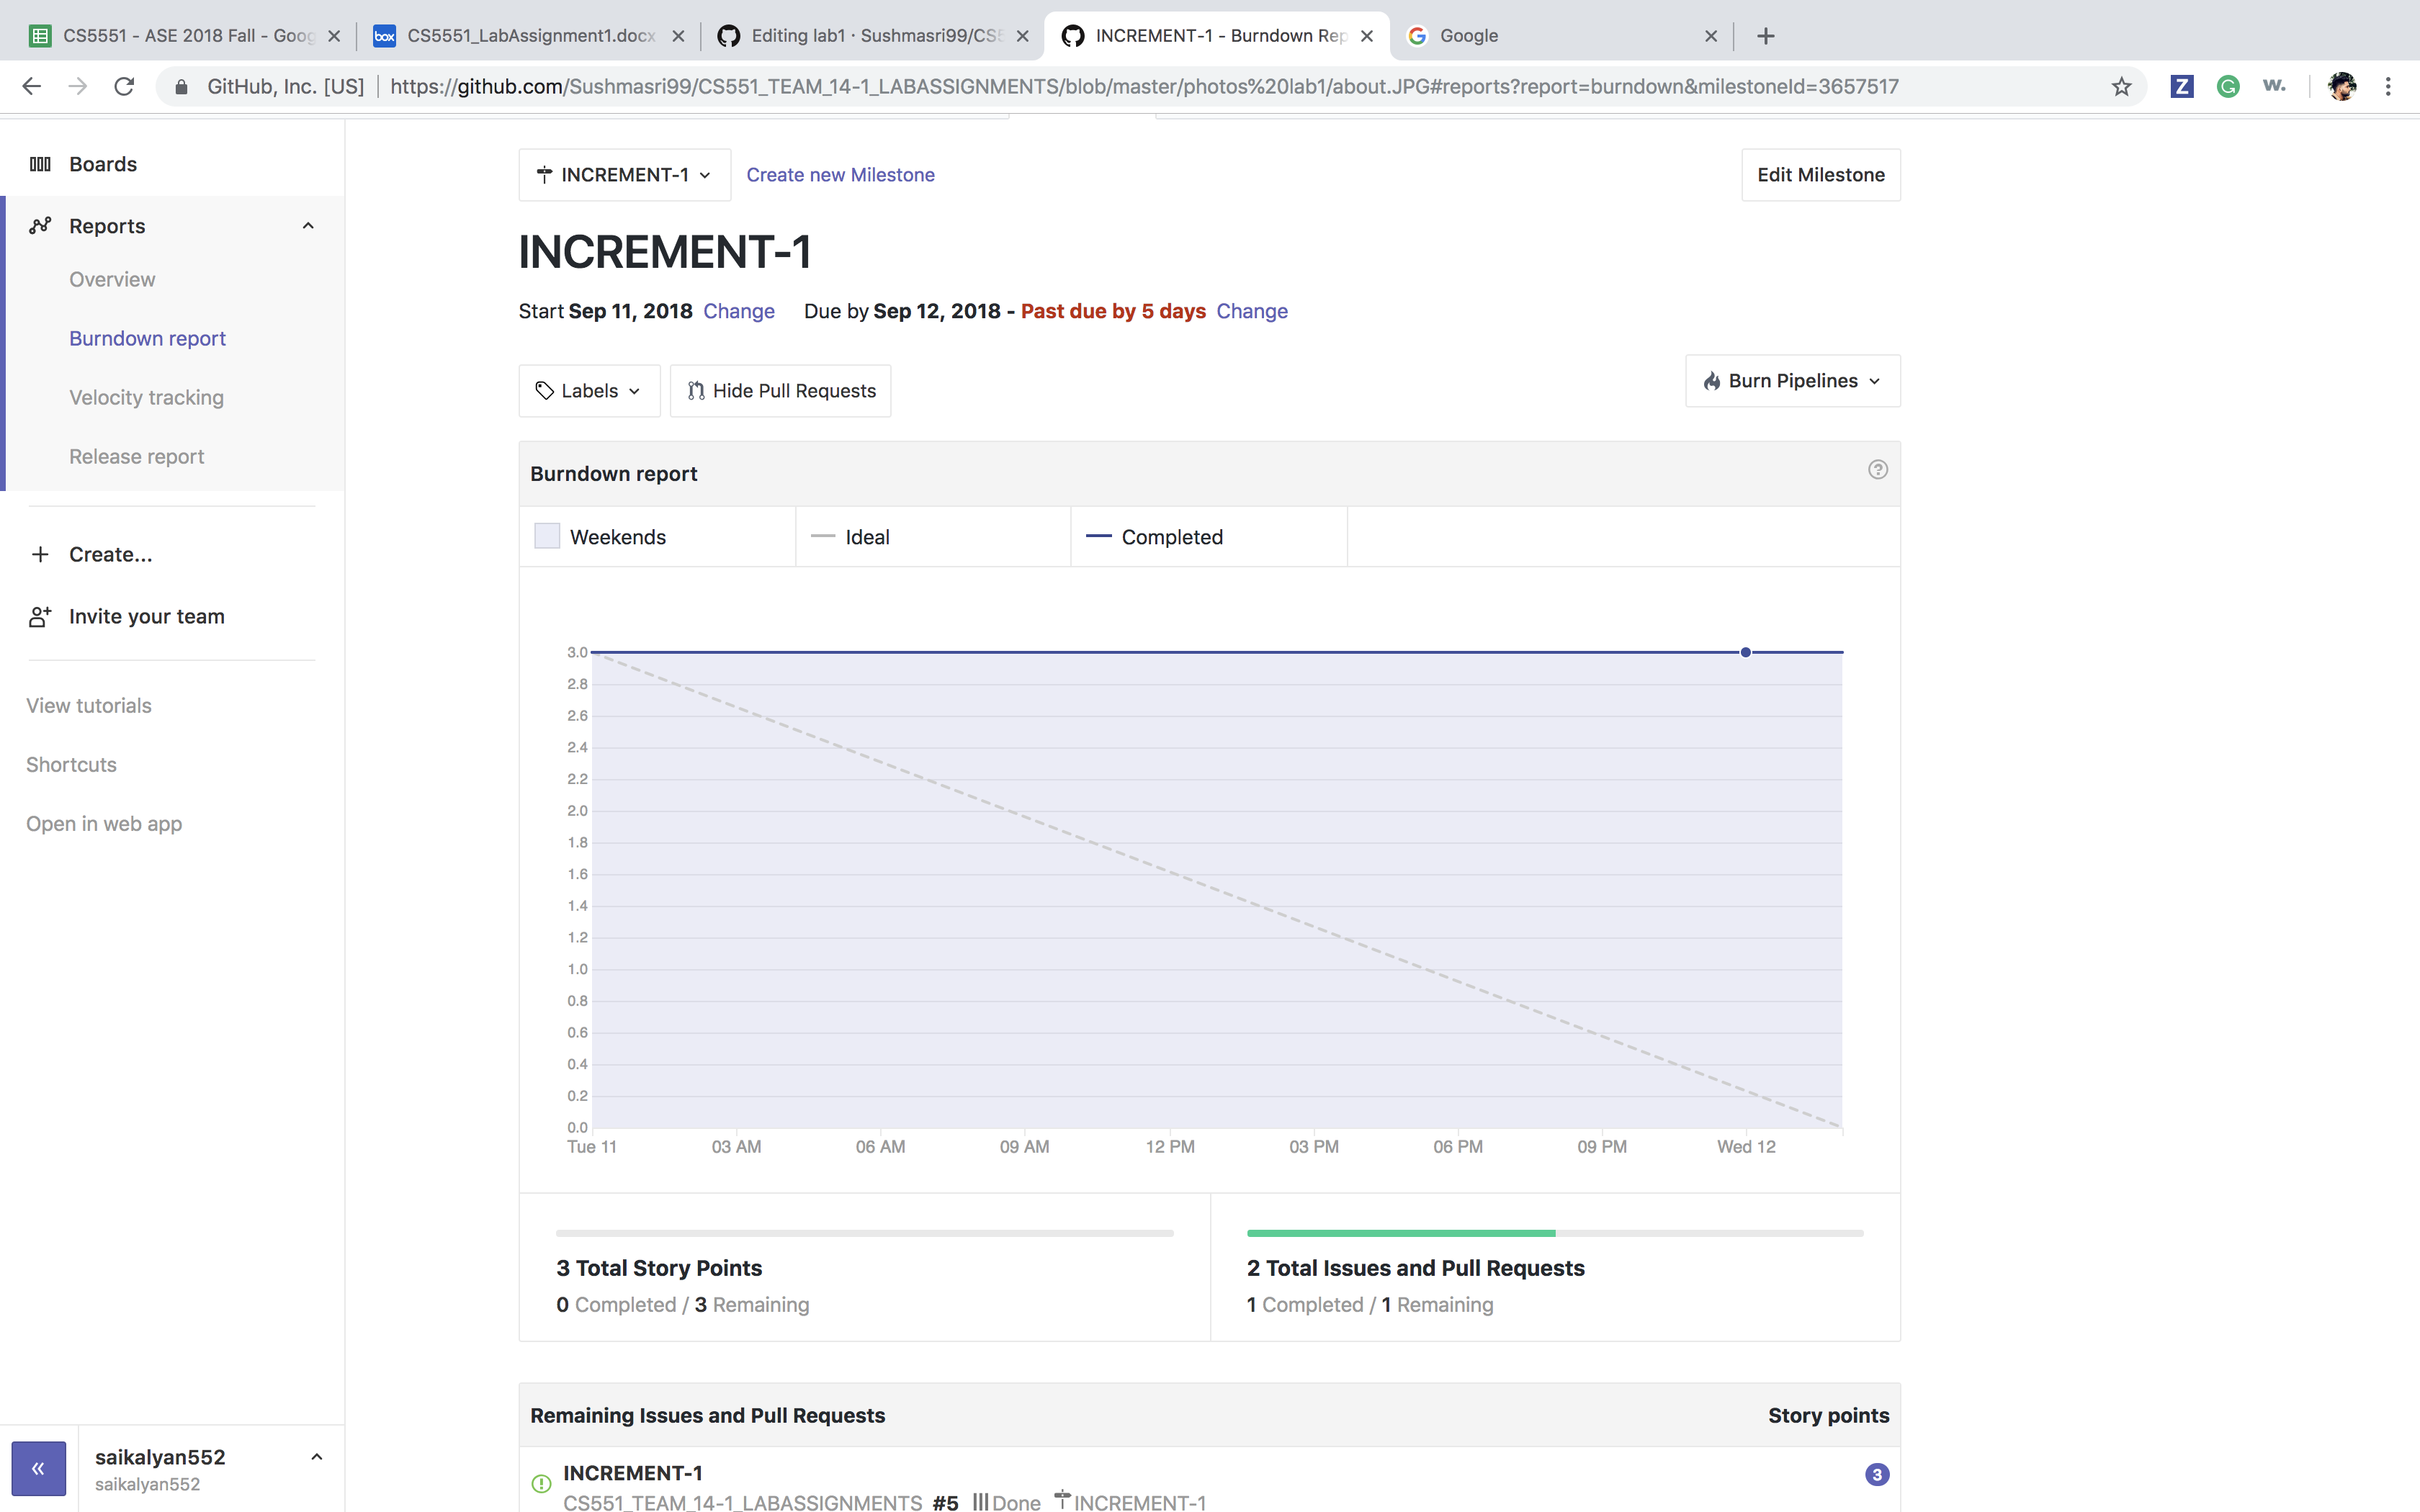 CS5551 - ASE 2018 Fall - Goog
box CS5551_LabAssignment1.docx
Editing lab1 · Sushmasri99/CS5
INCREMENT-1 - Burndown Rep
Google
GitHub, Inc. [US] https://github.com/Sushmasri99/CS551_TEAM_14-1_LABASSIGNMENTS/blob/master/photos%20lab1/about.JPG#reports?report=burndown&milestoneId=3657517
Z G w.
Boards
Reports
Overview
Burndown report
Velocity tracking
Release report
Create...
Invite your team
View tutorials
Shortcuts
Open in web app
saikalyan552
saikalyan552
INCREMENT-1 Create new Milestone Edit Milestone
INCREMENT-1
Start Sep 11, 2018 Change Due by Sep 12, 2018 - Past due by 5 days Change
Labels Hide Pull Requests Burn Pipelines
Burndown report ?
Weekends Ideal Completed
3.0
2.8
2.6
2.4
2.2
2.0
1.8
1.6
1.4
1.2
1.0
0.8
0.6
0.4
0.2
0.0
Tue 11 03 AM 06 AM 09 AM 12 PM 03 PM 06 PM 09 PM Wed 12
3 Total Story Points
0 Completed / 3 Remaining
2 Total Issues and Pull Requests
1 Completed / 1 Remaining
Remaining Issues and Pull Requests Story points
INCREMENT-1 3
CS551_TEAM_14-1_LABASSIGNMENTS #5 Done INCREMENT-1